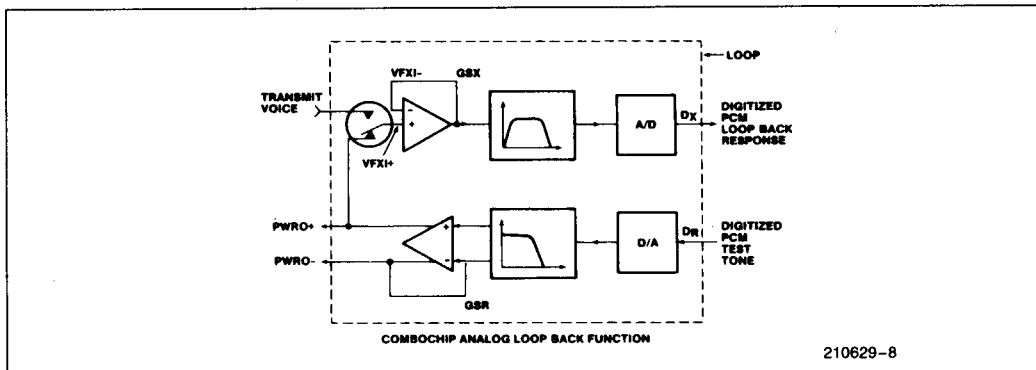 LOOP
VFXI-
GSX
TRANSMIT
VOICE
A/D
DX
DIGITIZED
PCM
LOOP BACK
RESPONSE
VFXI+
PWRO+
PWRO-
GSR
D/A
DR
DIGITIZED
PCM
TEST
TONE
COMBOCHIP ANALOG LOOP BACK FUNCTION
210629-8